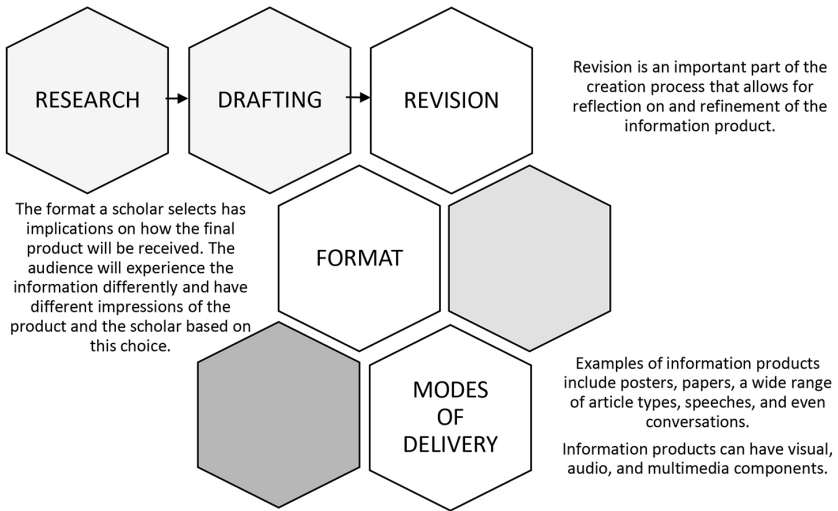 RESEARCH
DRAFTING
REVISION
Revision is an important part of the
creation process that allows for
reflection on and refinement of the
information product.
The format a scholar selects has
implications on how the final
product will be received. The
audience will experience the
information differently and have
different impressions of the
product and the scholar based on
this choice.
FORMAT
MODES
OF
DELIVERY
Examples of information products
include posters, papers, a wide range
of article types, speeches, and even
conversations.
Information products can have visual,
audio, and multimedia components.